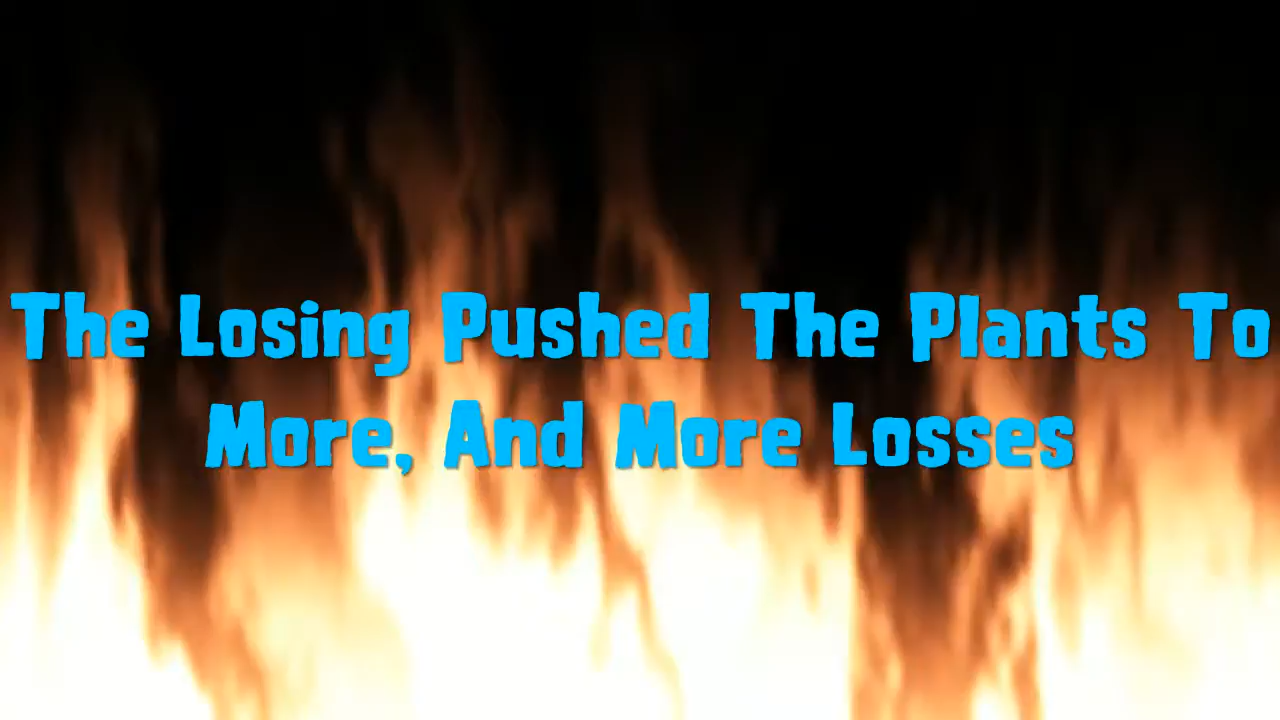 The Losing Pushed The Plants To
More, And More Losses